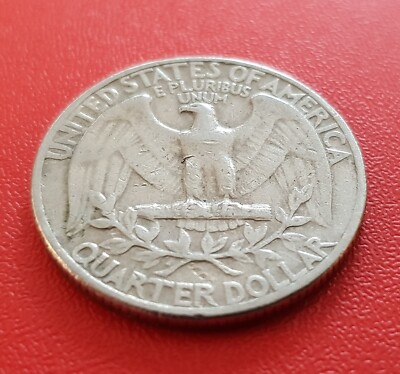 UNITED STATES OF AMERICA
E PLURIBUS
UNUM
QUARTER DOLLAR